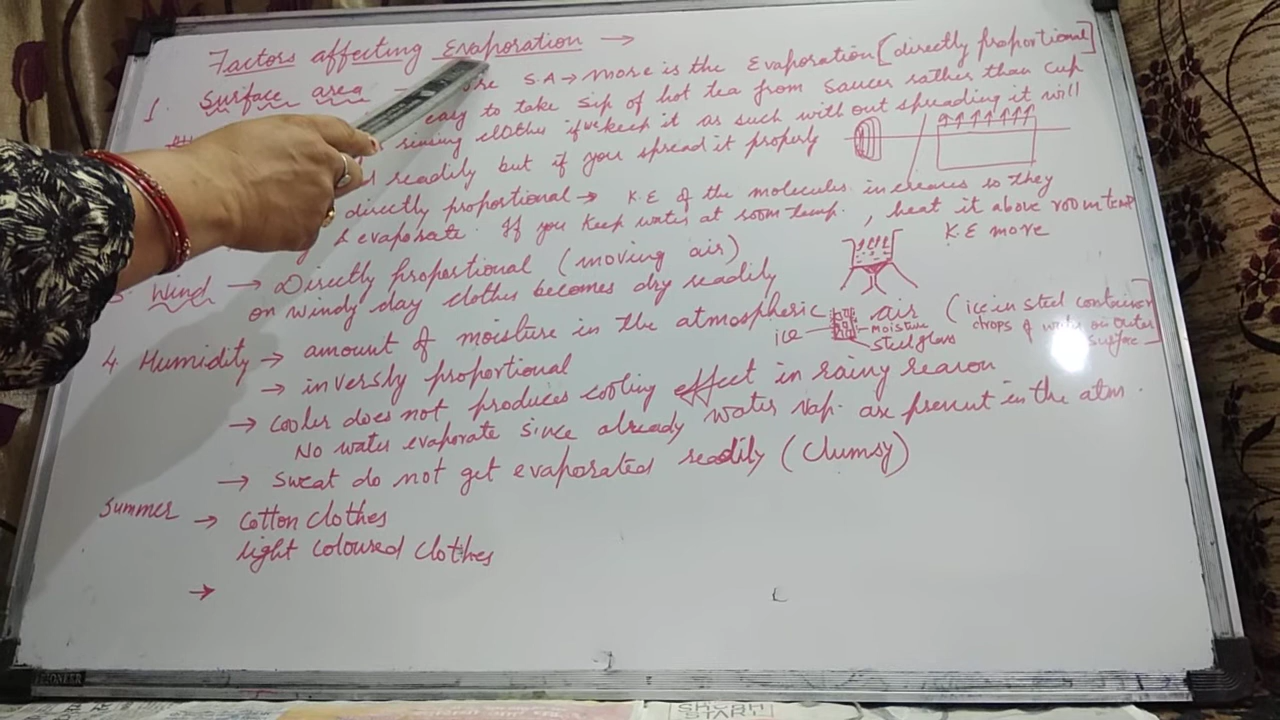 Factors affecting Evaporation →
1. Surface area → S.A → more is the Evaporation [directly proportional]
easy to take sip of hot tea from saucer rather than cup
clothes if we keep it as such with out spreading it will
readily but if you spread it properly
directly proportional → K.E of the molecules increares so they
& evaporate. If you keep water at room temp. , heat it above room temp
K.E more
3. Wind → Directly proportional (moving air)
on windy day clothes becomes dry readily
4. Humidity → amount of moisture in the atmospheric air (ice in steel container
drops of water on outer
surface]
ice
moisture
steel glass
→ inversly proportional
→ cooler does not produces cooling effect in rainy season
No water evaporate since already water vap. are present in the atm.
→ sweat do not get evaporated readily (Clumsy)
Summer → cotton clothes
light coloured clothes
→
PIONEER